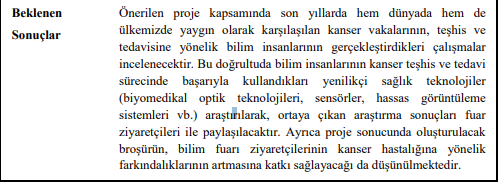 Beklenen
Sonuçlar
Önerilen proje kapsamında son yıllarda hem dünyada hem de
ülkemizde yaygın olarak karşılaşılan kanser vakalarının, teşhis ve
tedavisine yönelik bilim insanlarının gerçekleştirdikleri çalışmalar
incelenecektir. Bu doğrultuda bilim insanlarının kanser teşhis ve tedavi
sürecinde başarıyla kullandıkları yenilikçi sağlık teknolojiler
(biyomedikal optik teknolojileri, sensörler, hassas görüntüleme
sistemleri vb.) araştırılarak, ortaya çıkan araştırma sonuçları fuar
ziyaretçileri ile paylaşılacaktır. Ayrıca proje sonucunda oluşturulacak
broşürün, bilim fuarı ziyaretçilerinin kanser hastalığına yönelik
farkındalıklarının artmasına katkı sağlayacağı da düşünülmektedir.